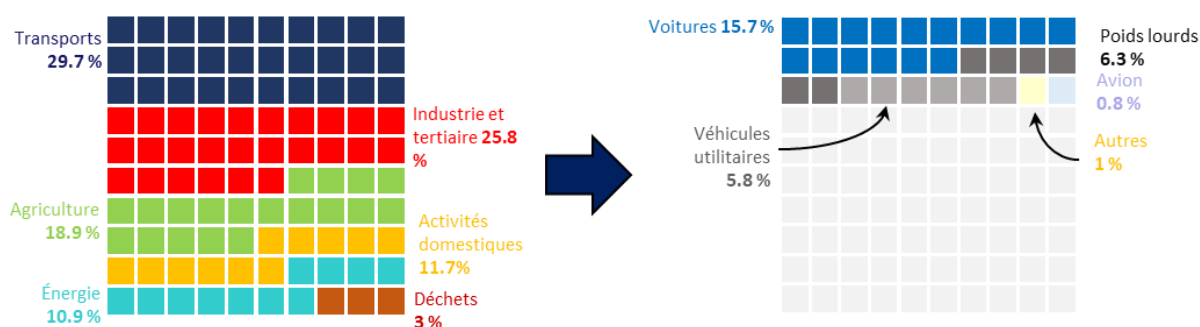 Transports
29.7 %
Industrie et
tertiaire 25.8
%
Agriculture
18.9 %
Activités
domestiques
11.7%
Énergie
10.9 %
Déchets
3 %
Voitures 15.7 %
Poids lourds
6.3 %
Avion
0.8 %
Véhicules
utilitaires
5.8 %
Autres
1 %